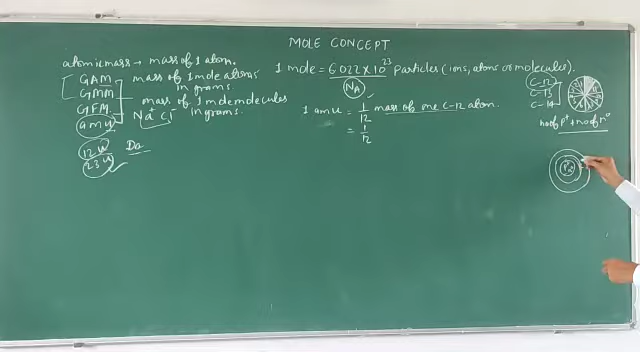 MOLE CONCEPT
atomicmass → mass of 1 atom.
GAM mass of 1 mole atoms
in grams.
GMM
mass of 1 mole molecules
in grams.
GFM
Na⁺ Cl⁻
amu
12 u
Da
23 u
1 mole = 6.022 × 10²³ particles (ions, atoms or molecules).
NA
1 amu = 1/12 mass of one C-12 atom.
= 1/12
C-12
C-13
C-14
no of p⁺ + no of n⁰